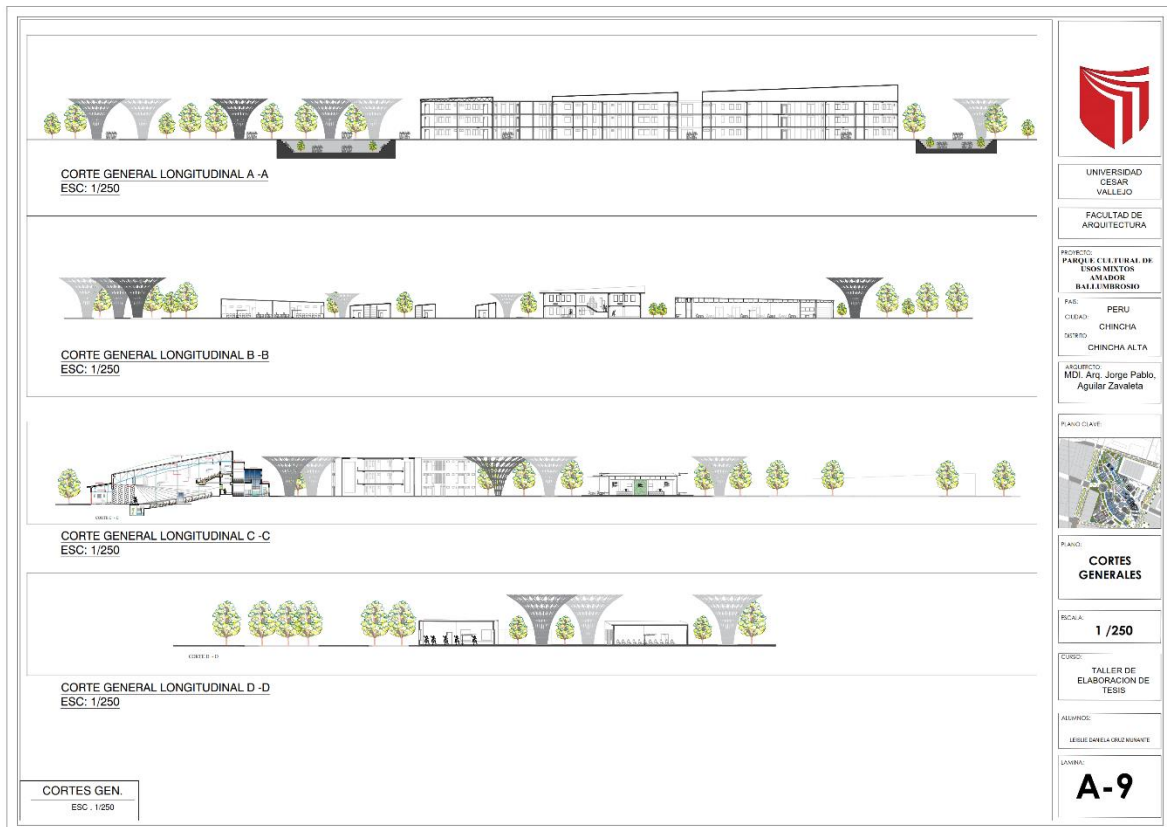 CORTE GENERAL LONGITUDINAL A -A
ESC: 1/250
CORTE GENERAL LONGITUDINAL B -B
ESC: 1/250
CORTE C - C
CORTE GENERAL LONGITUDINAL C -C
ESC: 1/250
CORTE D - D
CORTE GENERAL LONGITUDINAL D -D
ESC: 1/250
CORTES GEN.
ESC . 1/250
UNIVERSIDAD
CESAR
VALLEJO
FACULTAD DE
ARQUITECTURA
PROYECTO:
PARQUE CULTURAL DE
USOS MIXTOS
AMADOR
BALLUMBROSIO
PAIS:
PERU
CIUDAD:
CHINCHA
DISTRITO
CHINCHA ALTA
ARQUITECTO:
MDI. Arq. Jorge Pablo,
Aguilar Zavaleta
PLANO CLAVE:
PLANO:
CORTES
GENERALES
ESCALA:
1 /250
CURSO:
TALLER DE
ELABORACION DE
TESIS
ALUMNOS:
LESLIE DANIELA CRUZ MUNANTE
LAMINA:
A-9